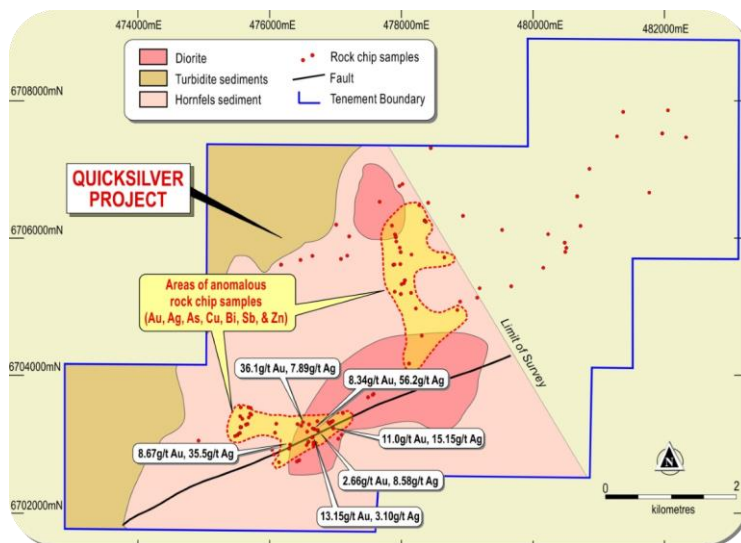 474000mE 476000mE 478000mE 480000mE 482000mE
6708000mN
6706000mN
6704000mN
6702000mN
Diorite
Turbidite sediments
Hornfels sediment
Rock chip samples
Fault
Tenement Boundary
QUICKSILVER
PROJECT
Areas of anomalous
rock chip samples
(Au, Ag, As, Cu, Bi, Sb, & Zn)
Limit of Survey
36.1g/t Au, 7.89g/t Ag
8.34g/t Au, 56.2g/t Ag
8.67g/t Au, 35.5g/t Ag
11.0g/t Au, 15.15g/t Ag
2.66g/t Au, 8.58g/t Ag
13.15g/t Au, 3.10g/t Ag
N
0 2
kilometres